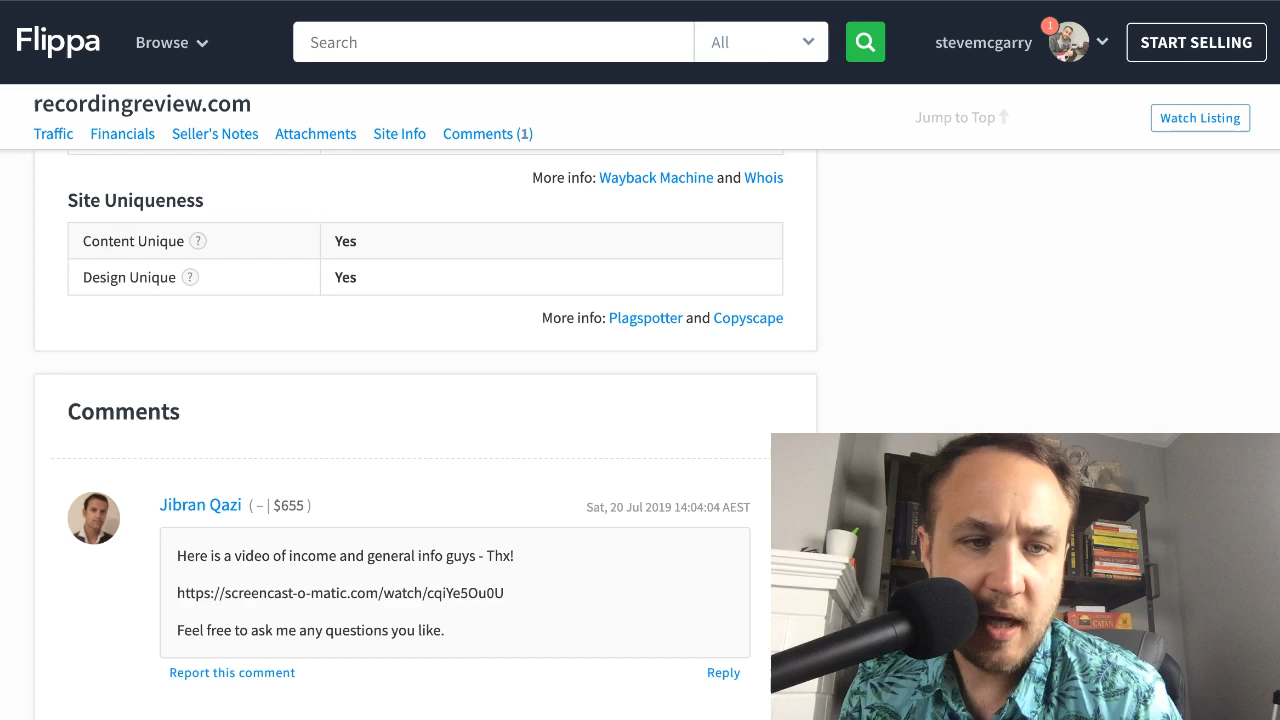 Flippa
Browse
Search
All
stevemcgarry
1
START SELLING
recordingreview.com
Traffic Financials Seller's Notes Attachments Site Info Comments (1)
Jump to Top
Watch Listing
More info: Wayback Machine and Whois
Site Uniqueness
Content Unique ? Yes
Design Unique ? Yes
More info: Plagspotter and Copyscape
Comments
Jibran Qazi ( – | $655 )
Sat, 20 Jul 2019 14:04:04 AEST
Here is a video of income and general info guys - Thx!
https://screencast-o-matic.com/watch/cqiYe5Ou0U
Feel free to ask me any questions you like.
Report this comment
Reply
CATAN